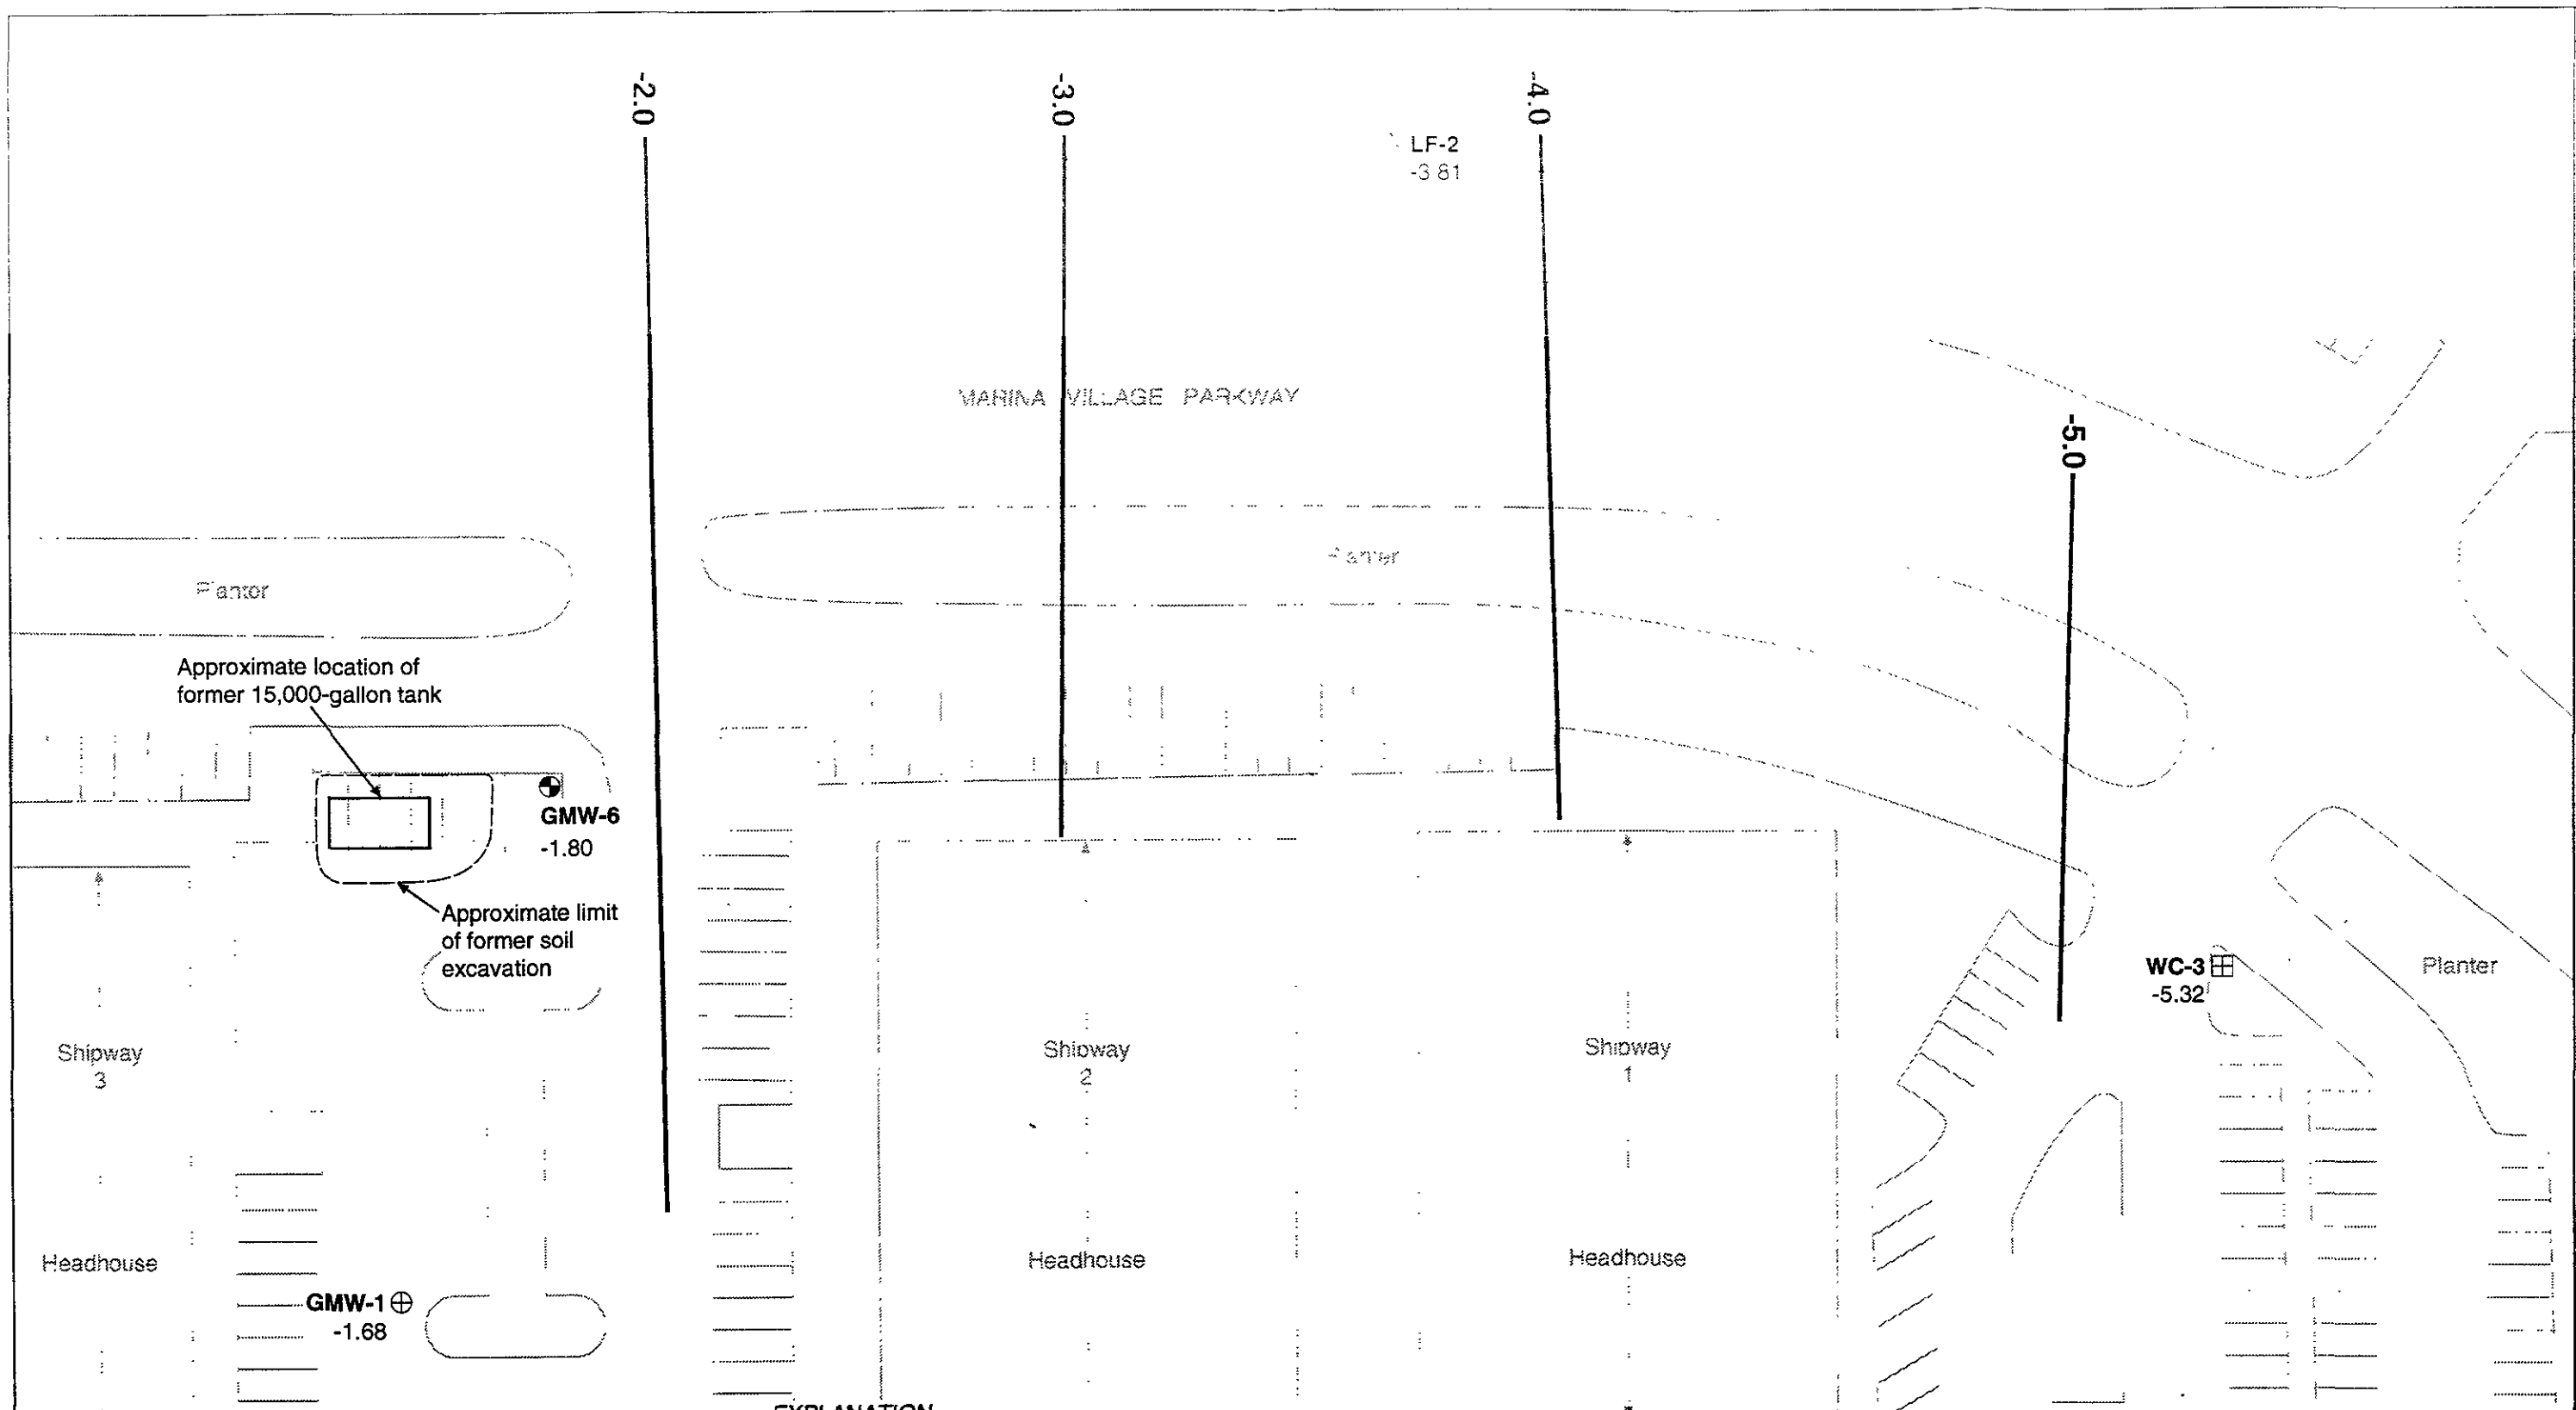 -2.0
-3.0
-4.0
LF-2
-3 81
MARINA VILLAGE PARKWAY
-5.0
Planter
Planter
Approximate location of
former 15,000-gallon tank
GMW-6
-1.80
Approximate limit
of former soil
excavation
WC-3
-5.32
Planter
Shipway
3
Shipway
2
Shipway
1
Headhouse
Headhouse
Headhouse
GMW-1
-1.68
EXPLANATION